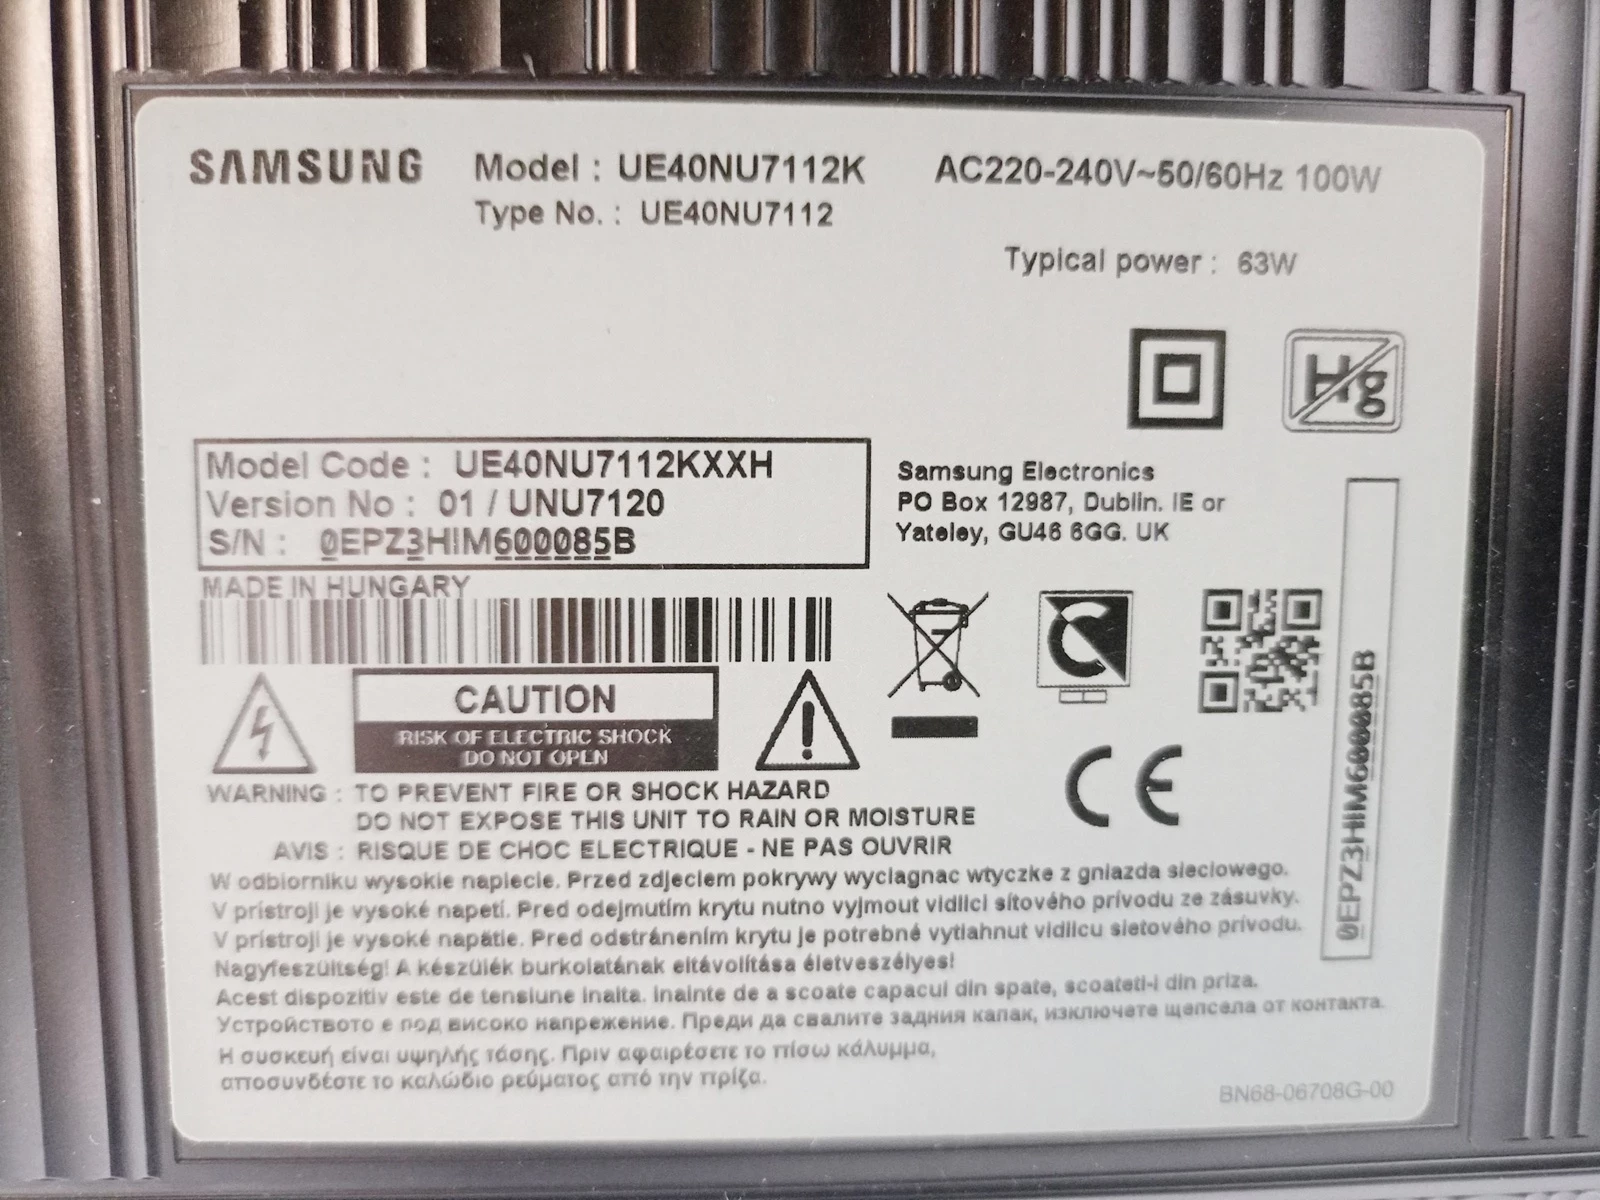 SAMSUNG
Model : UE40NU7112K
Type No. : UE40NU7112
AC220-240V~50/60Hz 100W
Typical power : 63W
Hg
Model Code : UE40NU7112KXXH
Version No : 01 / UNU7120
S/N : 0EPZ3HIM600085B
Samsung Electronics
PO Box 12987, Dublin. IE or
Yateley, GU46 6GG. UK
MADE IN HUNGARY
CAUTION
RISK OF ELECTRIC SHOCK
DO NOT OPEN
C
CE
0EPZ3HIM600085B
WARNING : TO PREVENT FIRE OR SHOCK HAZARD
DO NOT EXPOSE THIS UNIT TO RAIN OR MOISTURE
AVIS : RISQUE DE CHOC ELECTRIQUE - NE PAS OUVRIR
W odbiorniku wysokie napiecie. Przed zdjeciem pokrywy wyciagnac wtyczke z gniazda sieciowego.
V prístroji je vysoké napetí. Pred odejmutím krytu nutno vyjmout vidlici sítového prívodu ze zásuvky.
V prístroji je vysoké napätie. Pred odstránením krytu je potrebné vytiahnut vidlicu sietového prívodu.
Nagyfeszültség! A készülék burkolatának eltávolítása életveszélyes!
Acest dispozitiv este de tensiune inalta. Inainte de a scoate capacul din spate, scoateti-i din priza.
Устройството е под високо напрежение. Преди да свалите задния капак, изключете щепсела от контакта.
Η συσκευή είναι υψηλής τάσης. Πριν αφαιρέσετε το πίσω κάλυμμα,
αποσυνδέστε το καλώδιο ρεύματος από την πρίζα.
BN68-06708G-00